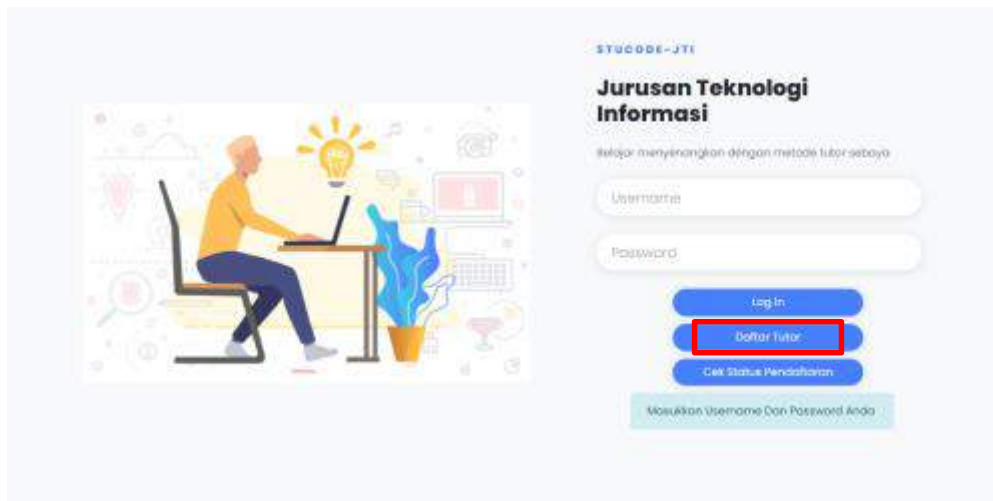 STUCODE-JTI
Jurusan Teknologi
Informasi
Belajar menyenangkan dengan metode tutor sebaya
Username
Password
Log In
Daftar Tutor
Cek Status Pendaftaran
Masukkan Username Dan Password Anda